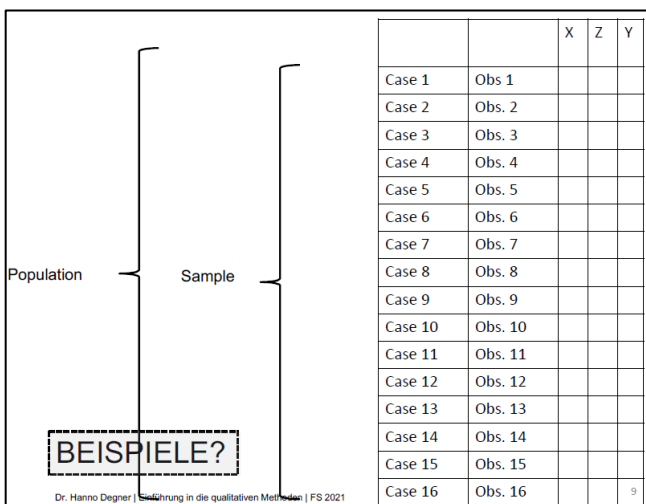 X Z Y
Case 1 Obs 1
Case 2 Obs. 2
Case 3 Obs. 3
Case 4 Obs. 4
Case 5 Obs. 5
Case 6 Obs. 6
Case 7 Obs. 7
Population Sample Case 8 Obs. 8
Case 9 Obs. 9
Case 10 Obs. 10
Case 11 Obs. 11
Case 12 Obs. 12
Case 13 Obs. 13
Case 14 Obs. 14
BEISPIELE? Case 15 Obs. 15
Case 16 Obs. 16 9
Dr. Hanno Degner | Einführung in die qualitativen Methoden | FS 2021